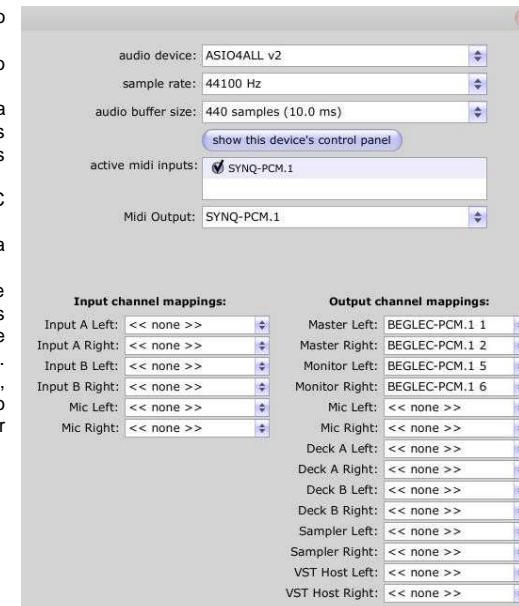 audio device: ASIO4ALL v2
sample rate: 44100 Hz
audio buffer size: 440 samples (10.0 ms)
show this device's control panel
active midi inputs: SYNQ-PCM.1
Midi Output: SYNQ-PCM.1
Input channel mappings:
Input A Left: << none >>
Input A Right: << none >>
Input B Left: << none >>
Input B Right: << none >>
Mic Left: << none >>
Mic Right: << none >>
Output channel mappings:
Master Left: BEGLEC-PCM.1 1
Master Right: BEGLEC-PCM.1 2
Monitor Left: BEGLEC-PCM.1 5
Monitor Right: BEGLEC-PCM.1 6
Mic Left: << none >>
Mic Right: << none >>
Deck A Left: << none >>
Deck A Right: << none >>
Deck B Left: << none >>
Deck B Right: << none >>
Sampler Left: << none >>
Sampler Right: << none >>
VST Host Left: << none >>
VST Host Right: << none >>